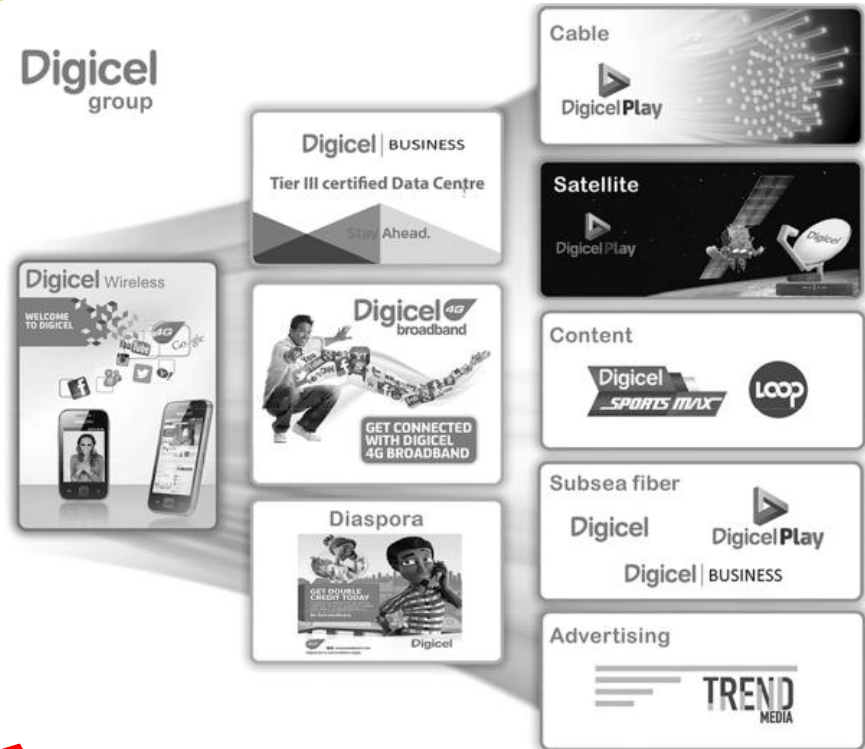 Digicel
group
Digicel Wireless
WELCOME
TO DIGICEL
4G
YouTube
Google
Digicel | BUSINESS
Tier III certified Data Centre
Stay Ahead.
Digicel 4G
broadband
GET CONNECTED
WITH DIGICEL
4G BROADBAND
Diaspora
GET DOUBLE
CREDIT TODAY
Digicel
Cable
Digicel Play
Satellite
Digicel Play
Digicel
Content
Digicel
SPORTS MAX
LOOP
Subsea fiber
Digicel
Digicel Play
Digicel | BUSINESS
Advertising
TREND
MEDIA